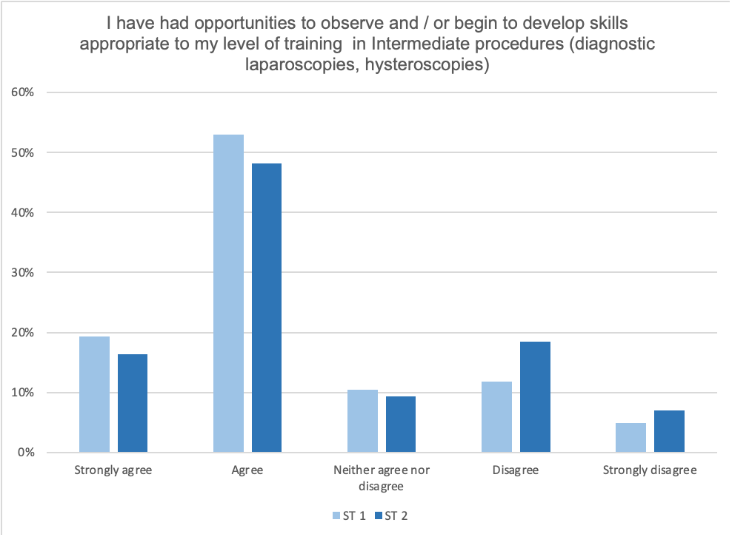 I have had opportunities to observe and / or begin to develop skills
appropriate to my level of training  in Intermediate procedures (diagnostic
laparoscopies, hysteroscopies)
60%
50%
40%
30%
20%
10%
0%
Strongly agree
Agree
Neither agree nor
disagree
Disagree
Strongly disagree
ST 1
ST 2